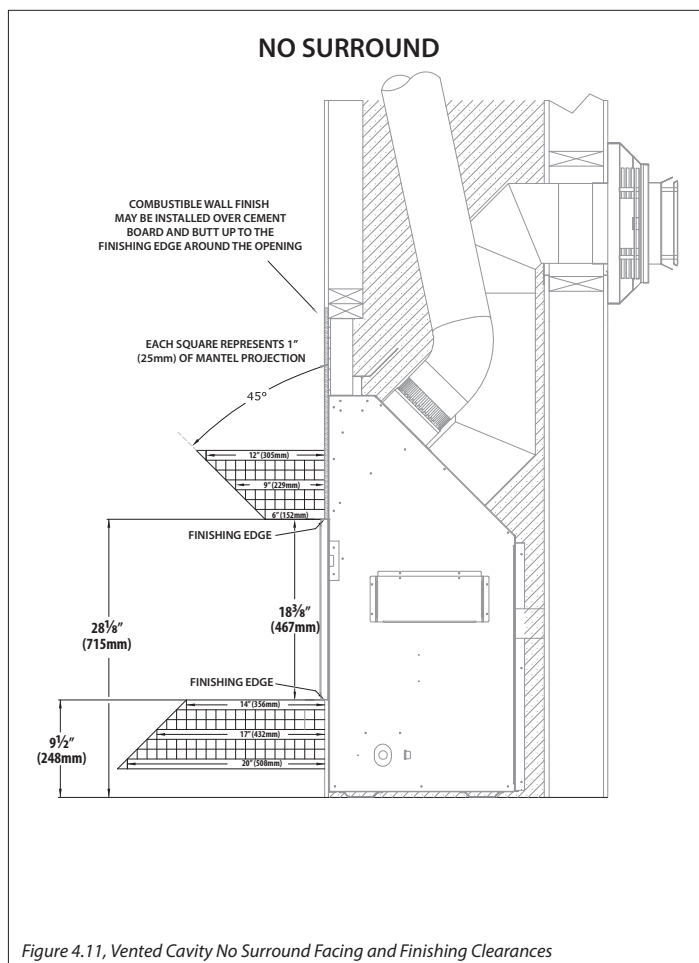 NO SURROUND
COMBUSTIBLE WALL FINISH
MAY BE INSTALLED OVER CEMENT
BOARD AND BUTT UP TO THE
FINISHING EDGE AROUND THE OPENING
EACH SQUARE REPRESENTS 1"
(25mm) OF MANTEL PROJECTION
45°
12" (305mm)
9" (229mm)
6" (152mm)
FINISHING EDGE
28⅛"
(715mm)
18⅜"
(467mm)
FINISHING EDGE
14" (356mm)
17" (432mm)
20" (508mm)
9½"
(248mm)
Figure 4.11, Vented Cavity No Surround Facing and Finishing Clearances